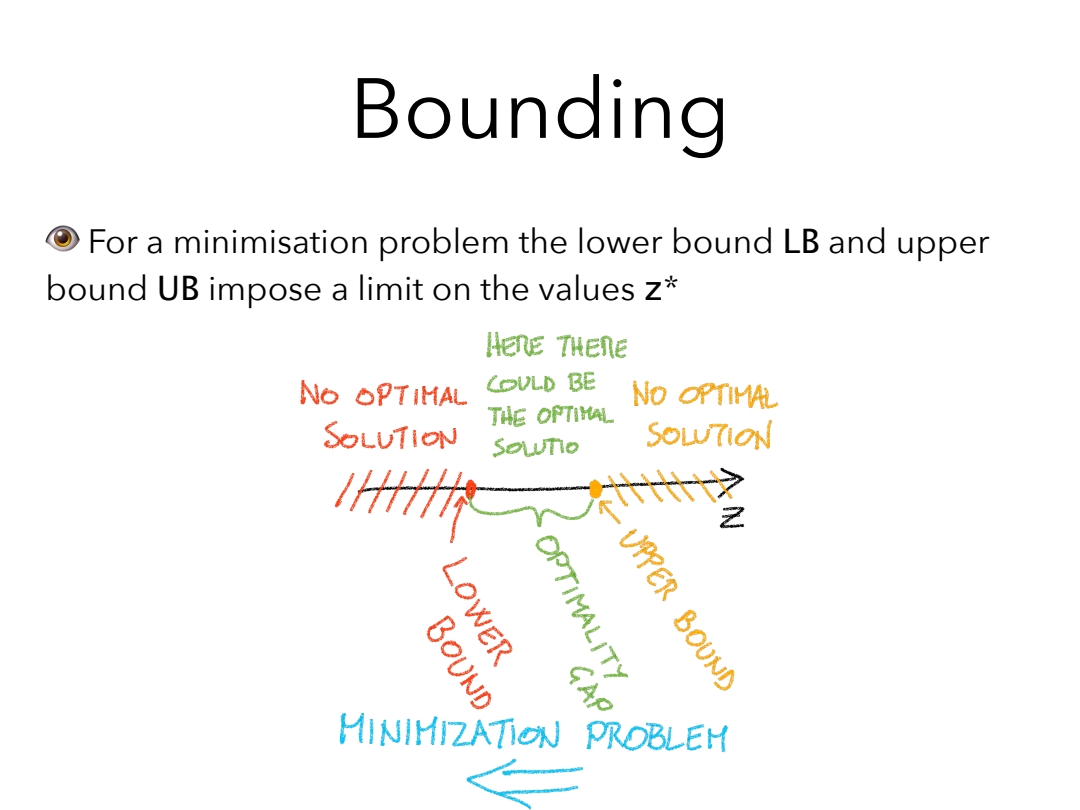 Bounding
👁 For a minimisation problem the lower bound LB and upper
bound UB impose a limit on the values z*
HERE THERE
COULD BE
THE OPTIMAL
SOLUTIO
NO OPTIMAL
SOLUTION
NO OPTIMAL
SOLUTION
Z
LOWER
BOUND
OPTIMALITY
GAP
UPPER BOUND
MINIMIZATION PROBLEM